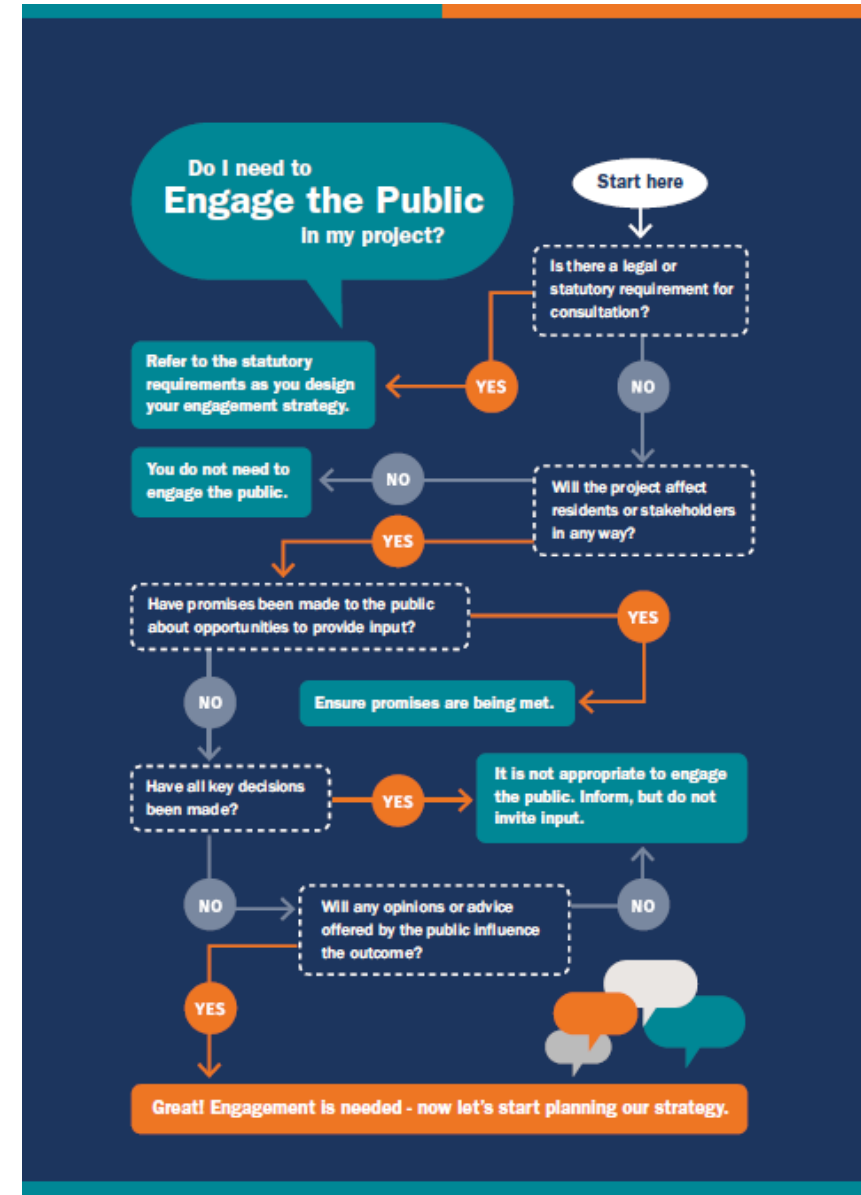 Do I need to
Engage the Public
in my project?
Start here
Is there a legal or
statutory requirement for
consultation?
YES
NO
Refer to the statutory
requirements as you design
your engagement strategy.
You do not need to
engage the public.
NO
Will the project affect
residents or stakeholders
in any way?
YES
Have promises been made to the public
about opportunities to provide input?
YES
NO
Ensure promises are being met.
Have all key decisions
been made?
YES
It is not appropriate to engage
the public. Inform, but do not
invite input.
NO
Will any opinions or advice
offered by the public influence
the outcome?
NO
YES
Great! Engagement is needed - now let's start planning our strategy.